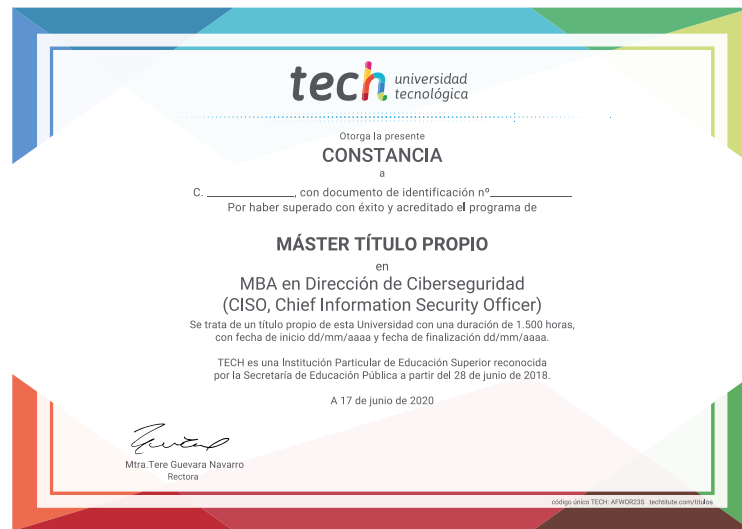 tech universidad
tecnológica
Otorga la presente
CONSTANCIA
a
C. ______________, con documento de identificación nº______________
Por haber superado con éxito y acreditado el programa de
MÁSTER TÍTULO PROPIO
en
MBA en Dirección de Ciberseguridad
(CISO, Chief Information Security Officer)
Se trata de un título propio de esta Universidad con una duración de 1.500 horas,
con fecha de inicio dd/mm/aaaa y fecha de finalización dd/mm/aaaa.
TECH es una Institución Particular de Educación Superior reconocida
por la Secretaría de Educación Pública a partir del 28 de junio de 2018.
A 17 de junio de 2020
Mtra.Tere Guevara Navarro
Rectora
código único TECH: AFWOR23S techtitute.com/titulos